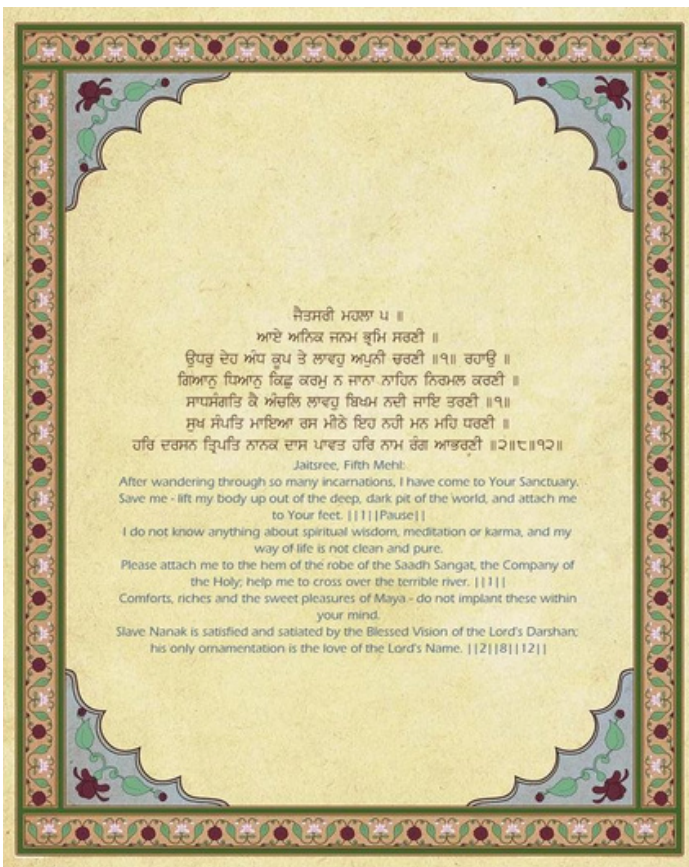 ਜੈਤਸਰੀ ਮਹਲਾ ੫ ॥
ਆਏ ਅਨਿਕ ਜਨਮ ਭ੍ਰਮਿ ਸਰਣੀ ॥
ਉਧਰੁ ਦੇਹ ਅੰਧ ਕੂਪ ਤੇ ਲਾਵਹੁ ਅਪੁਨੀ ਚਰਣੀ ॥੧॥ ਰਹਾਉ ॥
ਗਿਆਨੁ ਧਿਆਨੁ ਕਿਛੁ ਕਰਮੁ ਨ ਜਾਨਾ ਨਾਹਿਨ ਨਿਰਮਲ ਕਰਣੀ ॥
ਸਾਧਸੰਗਤਿ ਕੈ ਅੰਚਲਿ ਲਾਵਹੁ ਬਿਖਮ ਨਦੀ ਜਾਇ ਤਰਣੀ ॥੧॥
ਸੁਖ ਸੰਪਤਿ ਮਾਇਆ ਰਸ ਮੀਠੇ ਇਹ ਨਹੀ ਮਨ ਮਹਿ ਧਰਣੀ ॥
ਹਰਿ ਦਰਸਨ ਤ੍ਰਿਪਤਿ ਨਾਨਕ ਦਾਸ ਪਾਵਤ ਹਰਿ ਨਾਮ ਰੰਗ ਆਭਰਣੀ ॥੨॥੮॥੧੨॥
Jaitsree, Fifth Mehl:
After wandering through so many incarnations, I have come to Your Sanctuary.
Save me - lift my body up out of the deep, dark pit of the world, and attach me
to Your feet. ||1||Pause||
I do not know anything about spiritual wisdom, meditation or karma, and my
way of life is not clean and pure.
Please attach me to the hem of the robe of the Saadh Sangat, the Company of
the Holy; help me to cross over the terrible river. ||1||
Comforts, riches and the sweet pleasures of Maya - do not implant these within
your mind.
Slave Nanak is satisfied and satiated by the Blessed Vision of the Lord's Darshan;
his only ornamentation is the love of the Lord's Name. ||2||8||12||